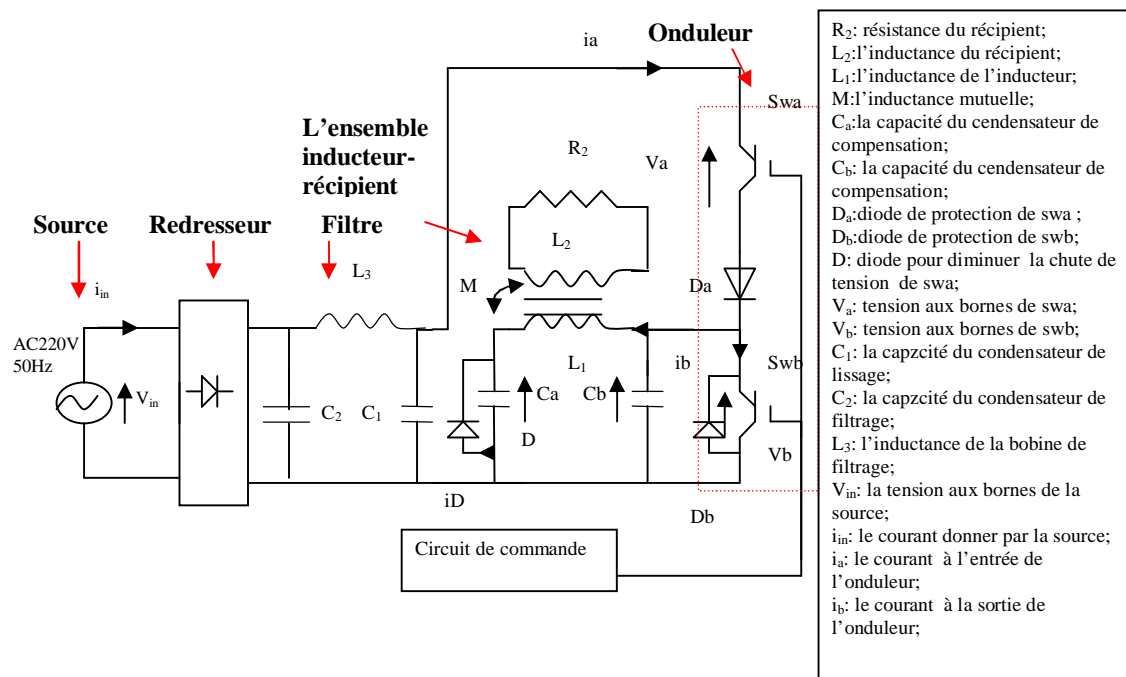 ia
Onduleur
Swa
L'ensemble
inducteur-
récipient
R2
Va
Source
Redresseur
Filtre
L2
L3
M
Da
iin
AC220V
50Hz
Vin
C2
C1
L1
Ca
Cb
ib
Swb
D
Vb
iD
Db
Circuit de commande
R2: résistance du récipient;
L2:l'inductance du récipient;
L1:l'inductance de l'inducteur;
M:l'inductance mutuelle;
Ca:la capacité du cendensateur de
compensation;
Cb: la capacité du cendensateur de
compensation;
Da:diode de protection de swa ;
Db:diode de protection de swb;
D: diode pour diminuer la chute de
tension de swa;
Va: tension aux bornes de swa;
Vb: tension aux bornes de swb;
C1: la capzcité du condensateur de
lissage;
C2: la capzcité du condensateur de
filtrage;
L3: l'inductance de la bobine de
filtrage;
Vin: la tension aux bornes de la
source;
iin: le courant donner par la source;
ia: le courant à l'entrée de
l'onduleur;
ib: le courant à la sortie de
l'onduleur;